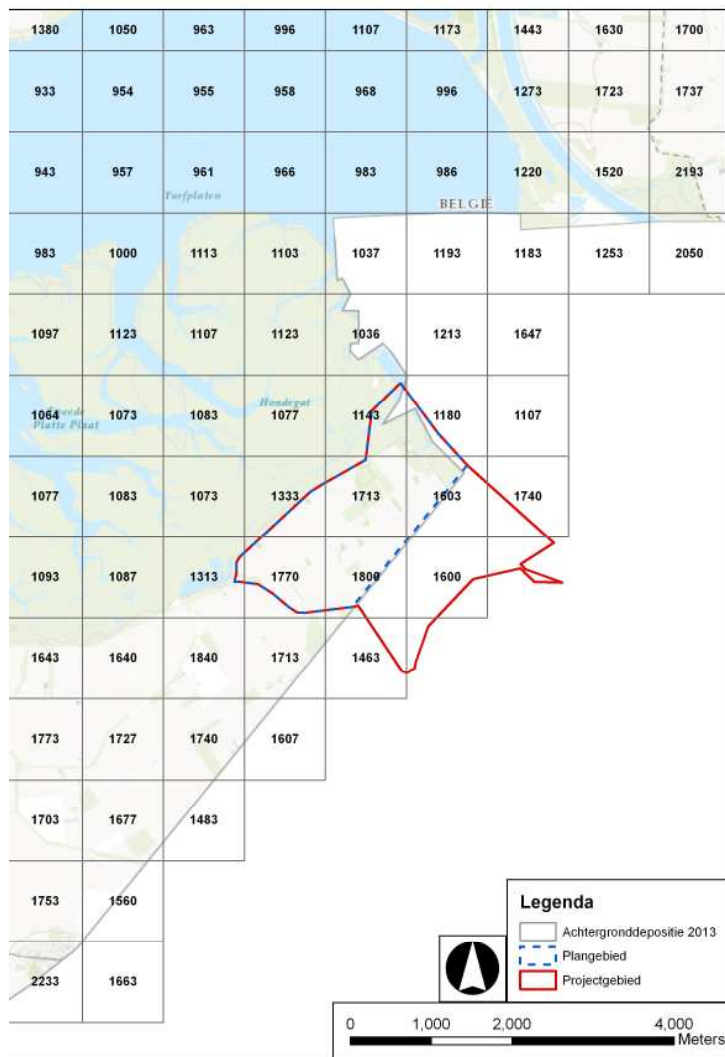 1380 1050 963 996 1107 1173 1443 1630 1700
933 954 955 958 968 996 1273 1723 1737
943 957 961 966 983 986 1220 1520 2193
Turfplaten
BELGIË
983 1000 1113 1103 1037 1193 1183 1253 2050
1097 1123 1107 1123 1036 1213 1647
Hondegat
1064 1073 1083 1077 1143 1180 1107
Platte Plaat
1077 1083 1073 1333 1713 1603 1740
1093 1087 1313 1770 1800 1600
1643 1640 1840 1713 1463
1773 1727 1740 1607
1703 1677 1483
1753 1560
2233 1663
Legenda
Achtergronddepositie 2013
Plangebied
Projectgebied
0 1,000 2,000 4,000
Meters